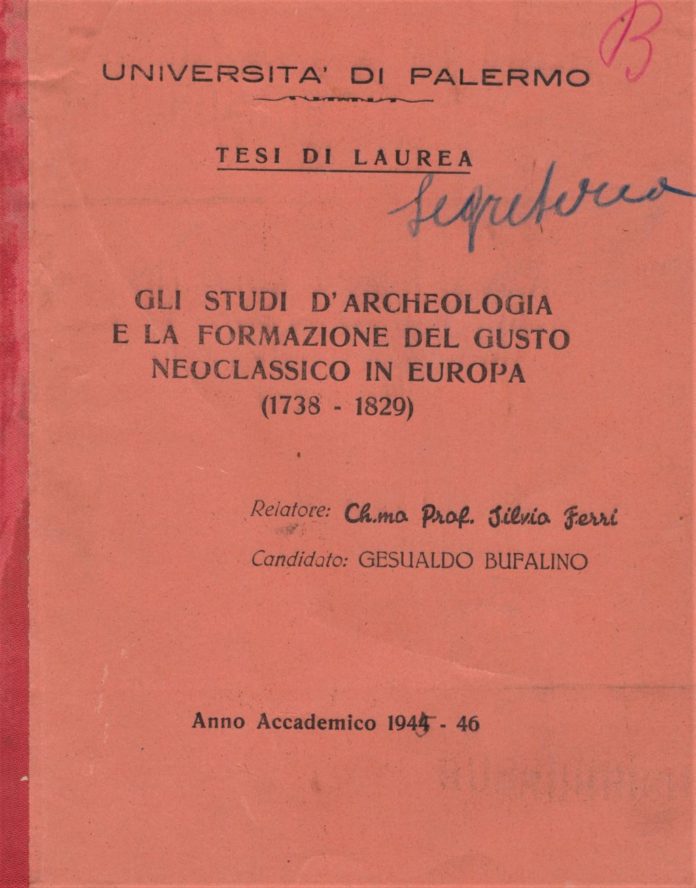 B
UNIVERSITA' DI PALERMO
TESI DI LAUREA
Segreteria
GLI STUDI D'ARCHEOLOGIA
E LA FORMAZIONE DEL GUSTO
NEOCLASSICO IN EUROPA
(1738 - 1829)
Relatore: Ch.mo Prof. Silvio Ferri
Candidato: GESUALDO BUFALINO
Anno Accademico 1945 - 46